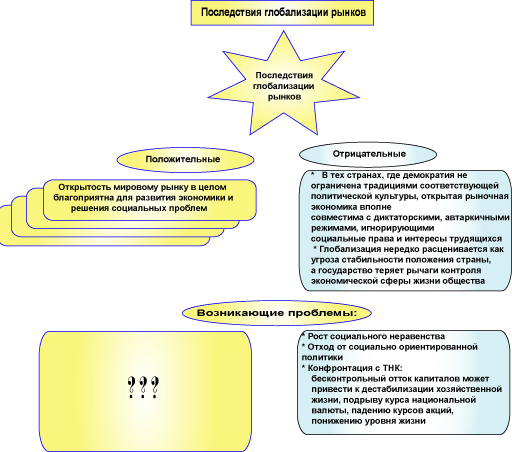 Последствия глобализации рынков
Последствия
глобализации
рынков
Положительные
Отрицательные
Открытость мировому рынку в целом
благоприятна для развития экономики и
решения социальных проблем
* В тех странах, где демократия не
ограничена традициями соответствующей
политической культуры, открытая рыночная
экономика вполне
совместима с диктаторскими, автаркичными
режимами, игнорирующими
социальные права и интересы трудящихся
* Глобализация нередко расценивается как
угроза стабильности положения страны,
а государство теряет рычаги контроля
экономической сферы жизни общества
Возникающие проблемы:
???
* Рост социального неравенства
* Отход от социально ориентированной
политики
* Конфронтация с ТНК:
бесконтрольный отток капиталов может
привести к дестабилизации хозяйственной
жизни, подрыву курса национальной
валюты, падению курсов акций,
понижению уровня жизни